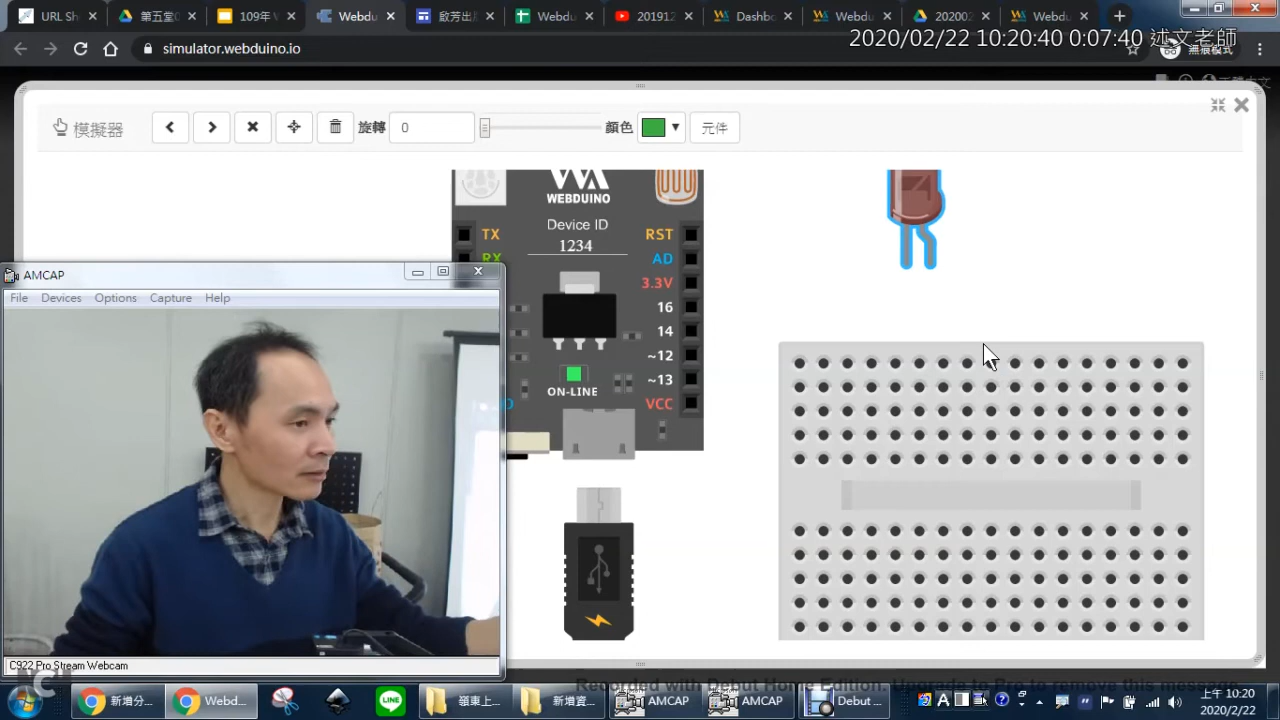 URL Sh
第五堂(
109年 \
Webdu
啟芳出片
Webdu
201912
Dashbo
Webdu
202002
Webdu
simulator.webduino.io
2020/02/22 10:20:40 0:07:40 述文老師
無痕模式
模擬器
旋轉
0
顏色
元件
WEBDUINO
Device ID
1234
TX
RX
RST
AD
3.3V
16
14
~12
~13
VCC
ON-LINE
AMCAP
File
Devices
Options
Capture
Help
C922 Pro Stream Webcam
Recorded with Debut Home Edition. Upgrade to Pro to remove this message
新增分...
Webd...
LINE
新增資...
AMCAP
AMCAP
Debut ...
上午 10:20
2020/2/22